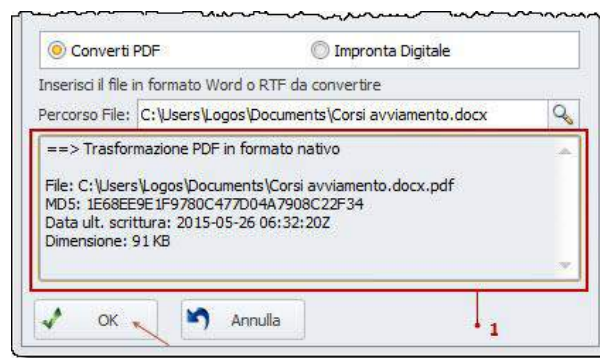 Converti PDF Impronta Digitale
Inserisci il file in formato Word o RTF da convertire
Percorso File: C:\Users\Logos\Documents\Corsi avviamento.docx
==> Trasformazione PDF in formato nativo
File: C:\Users\Logos\Documents\Corsi avviamento.docx.pdf
MD5: 1E68EE9E1F9780C477D04A7908C22F34
Data ult. scrittura: 2015-05-26 06:32:20Z
Dimensione: 91 KB
OK Annulla
1